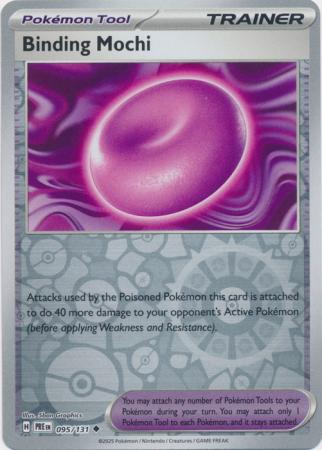 Pokémon Tool TRAINER
Binding Mochi
Attacks used by the Poisoned Pokémon this card is attached
to do 40 more damage to your opponent's Active Pokémon
(before applying Weakness and Resistance).
Illus. 5ban Graphics
H PRE EN 095/131 ◆
You may attach any number of Pokémon Tools to your
Pokémon during your turn. You may attach only 1
Pokémon Tool to each Pokémon, and it stays attached.
©2025 Pokémon / Nintendo / Creatures / GAME FREAK